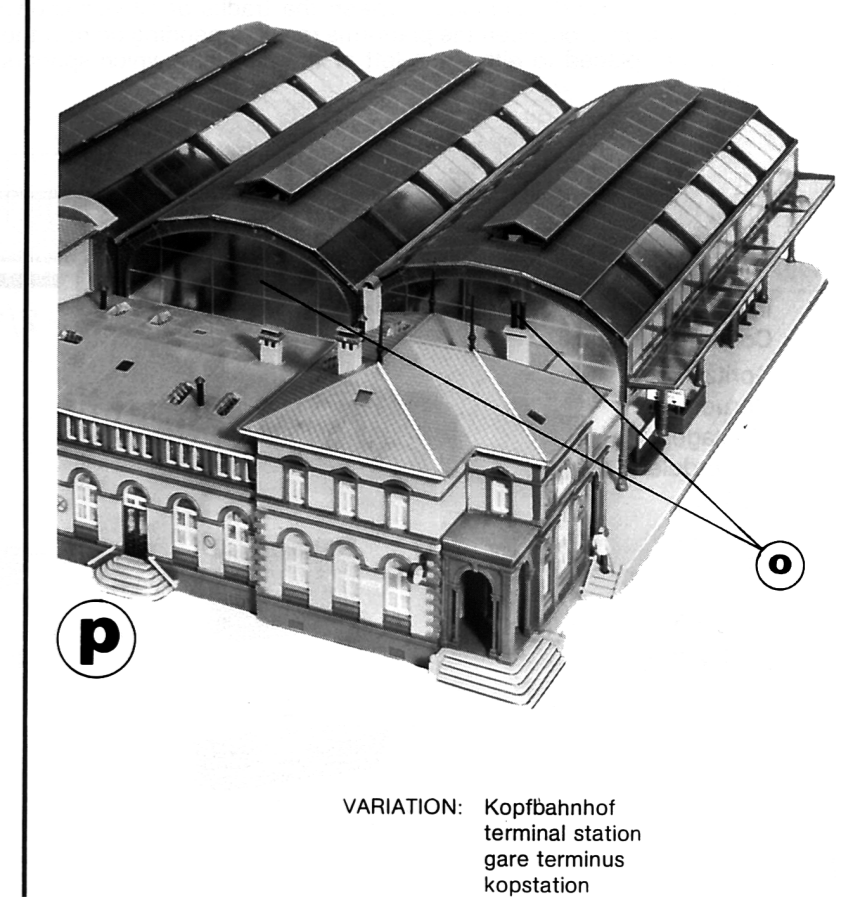 o
p
VARIATION: Kopfbahnhof
terminal station
gare terminus
kopstation